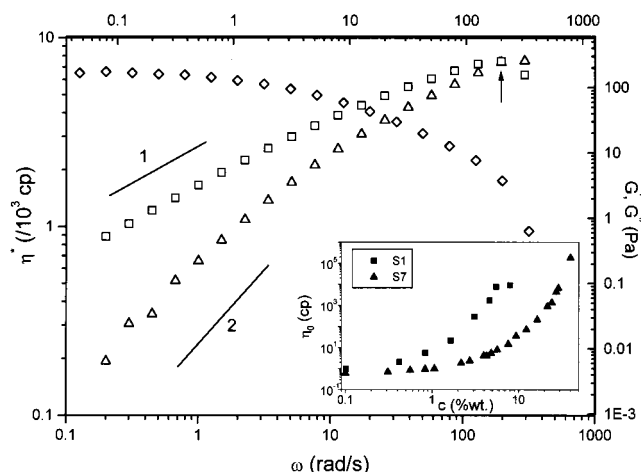 0.1 1 10 100 1000
10
1
0.1
η* (/10³ cp)
100
10
1
0.1
0.01
1E-3
G', G'' (Pa)
1
2
S1
S7
10⁵
10³
10¹
10⁻¹
η₀ (cp)
0.1 1 10
c (%wt.)
0.1 1 10 100 1000
ω (rad/s)